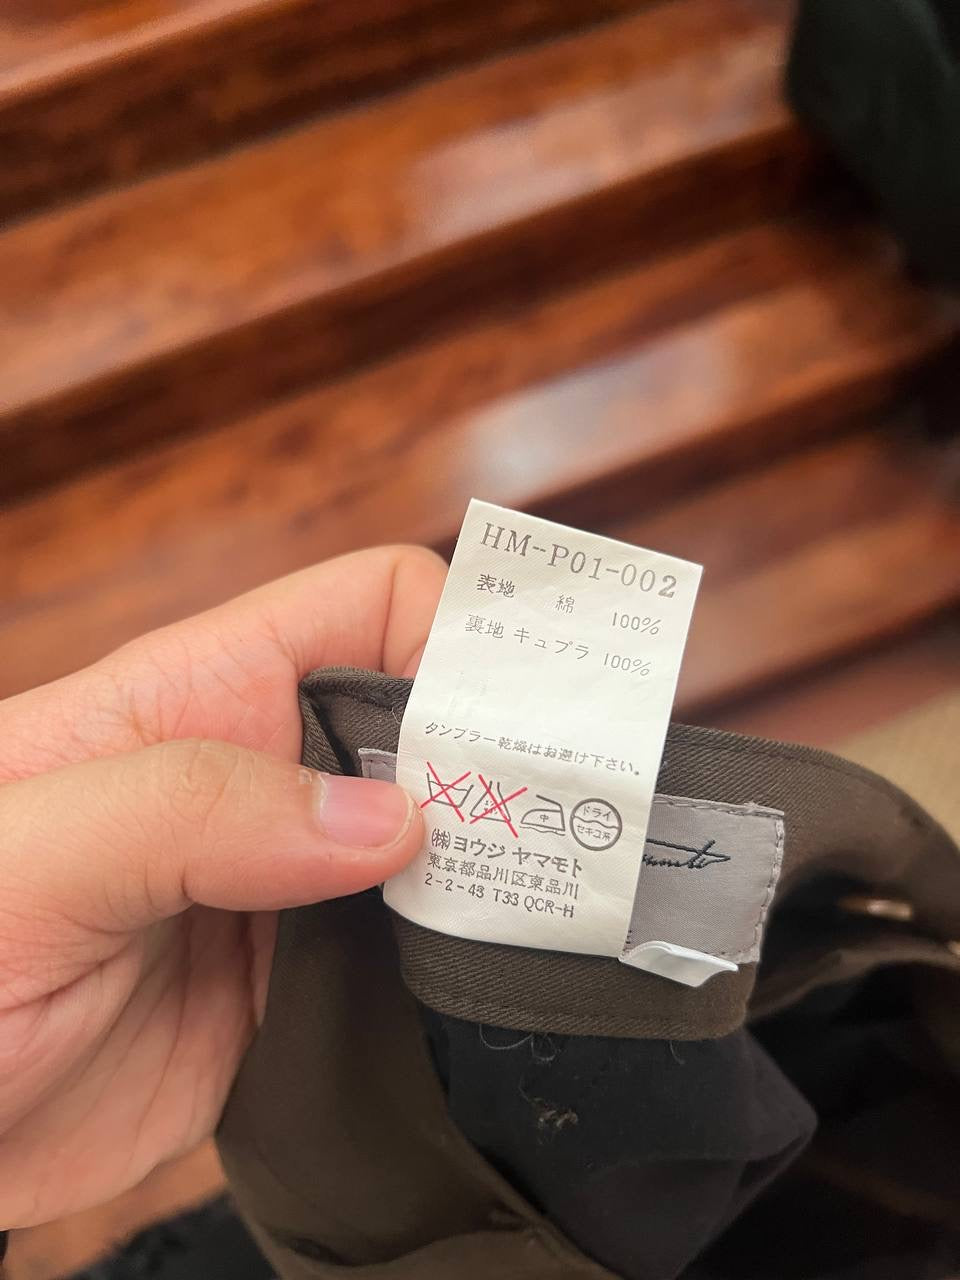 HM-P01-002
表地 綿 100%
裏地 キュプラ 100%
タンブラー乾燥はお避け下さい。
中
ドライ
セキユ系
(株)ヨウジ ヤマモト
東京都品川区東品川
2-2-43 T33 QCR-H